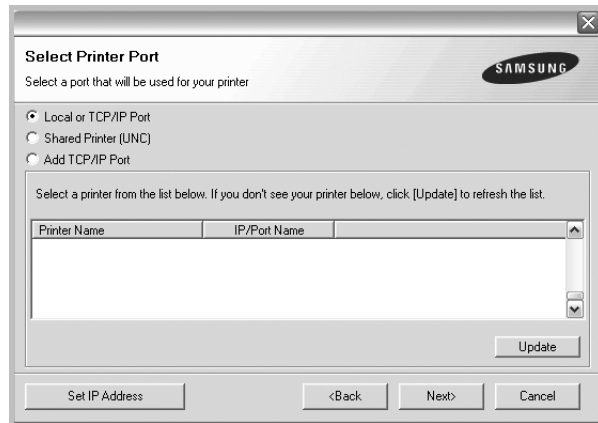 Select Printer Port
Select a port that will be used for your printer
SAMSUNG
Local or TCP/IP Port
Shared Printer (UNC)
Add TCP/IP Port
Select a printer from the list below. If you don't see your printer below, click [Update] to refresh the list.
Printer Name IP/Port Name
Update
Set IP Address <Back Next> Cancel